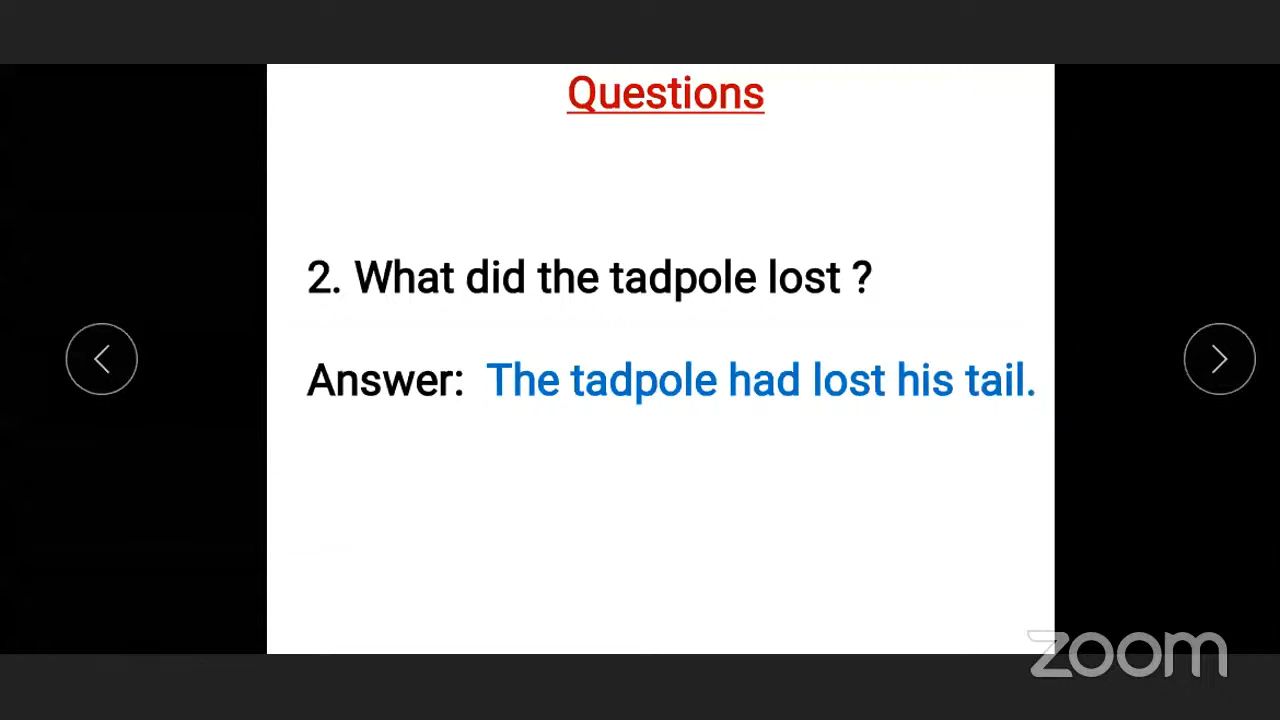 Questions
2. What did the tadpole lost ?
Answer: The tadpole had lost his tail.
zoom